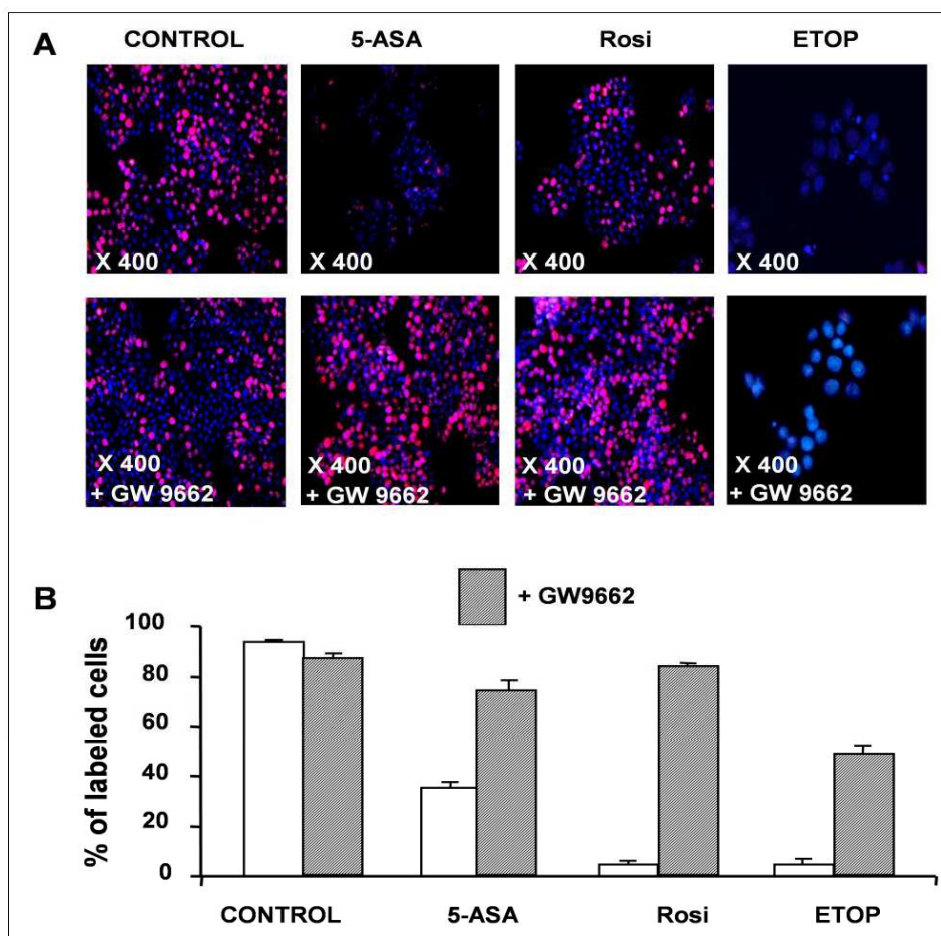 A
CONTROL 5-ASA Rosi ETOP
X 400 X 400 X 400 X 400
X 400 X 400 X 400 X 400
+ GW 9662 + GW 9662 + GW 9662 + GW 9662
B
+ GW9662
% of labeled cells
100
80
60
40
20
0
CONTROL 5-ASA Rosi ETOP